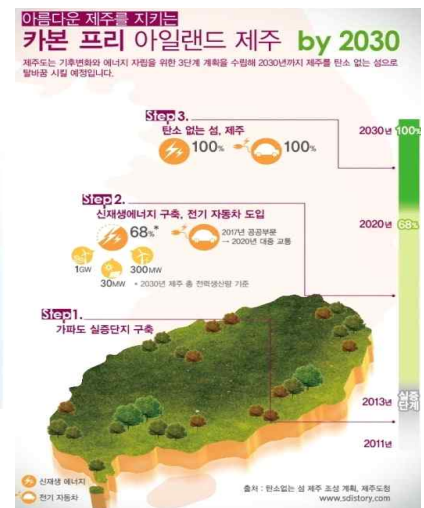 아름다운 제주를 지키는
카본 프리 아일랜드 제주 by 2030
제주도는 기후변화와 에너지 자립을 위한 3단계 계획을 수립해 2030년까지 제주를 탄소 없는 섬으로
탈바꿈 시킬 예정입니다.
Step3.
탄소 없는 섬, 제주
100% 100%
2030년 100%
Step2.
신재생에너지 구축, 전기 자동차 도입
68%*
2017년 공공부문
→ 2020년 대중 교통
2020년 68%
1GW 30MW 300MW
* 2030년 제주 총 전력생산량 기준
Step1.
가파도 실증단지 구축
2013년
실증
단계
2011년
신재생 에너지
전기 자동차
출처 : 탄소없는 섬 제주 조성 계획, 제주도청
www.sdistory.com